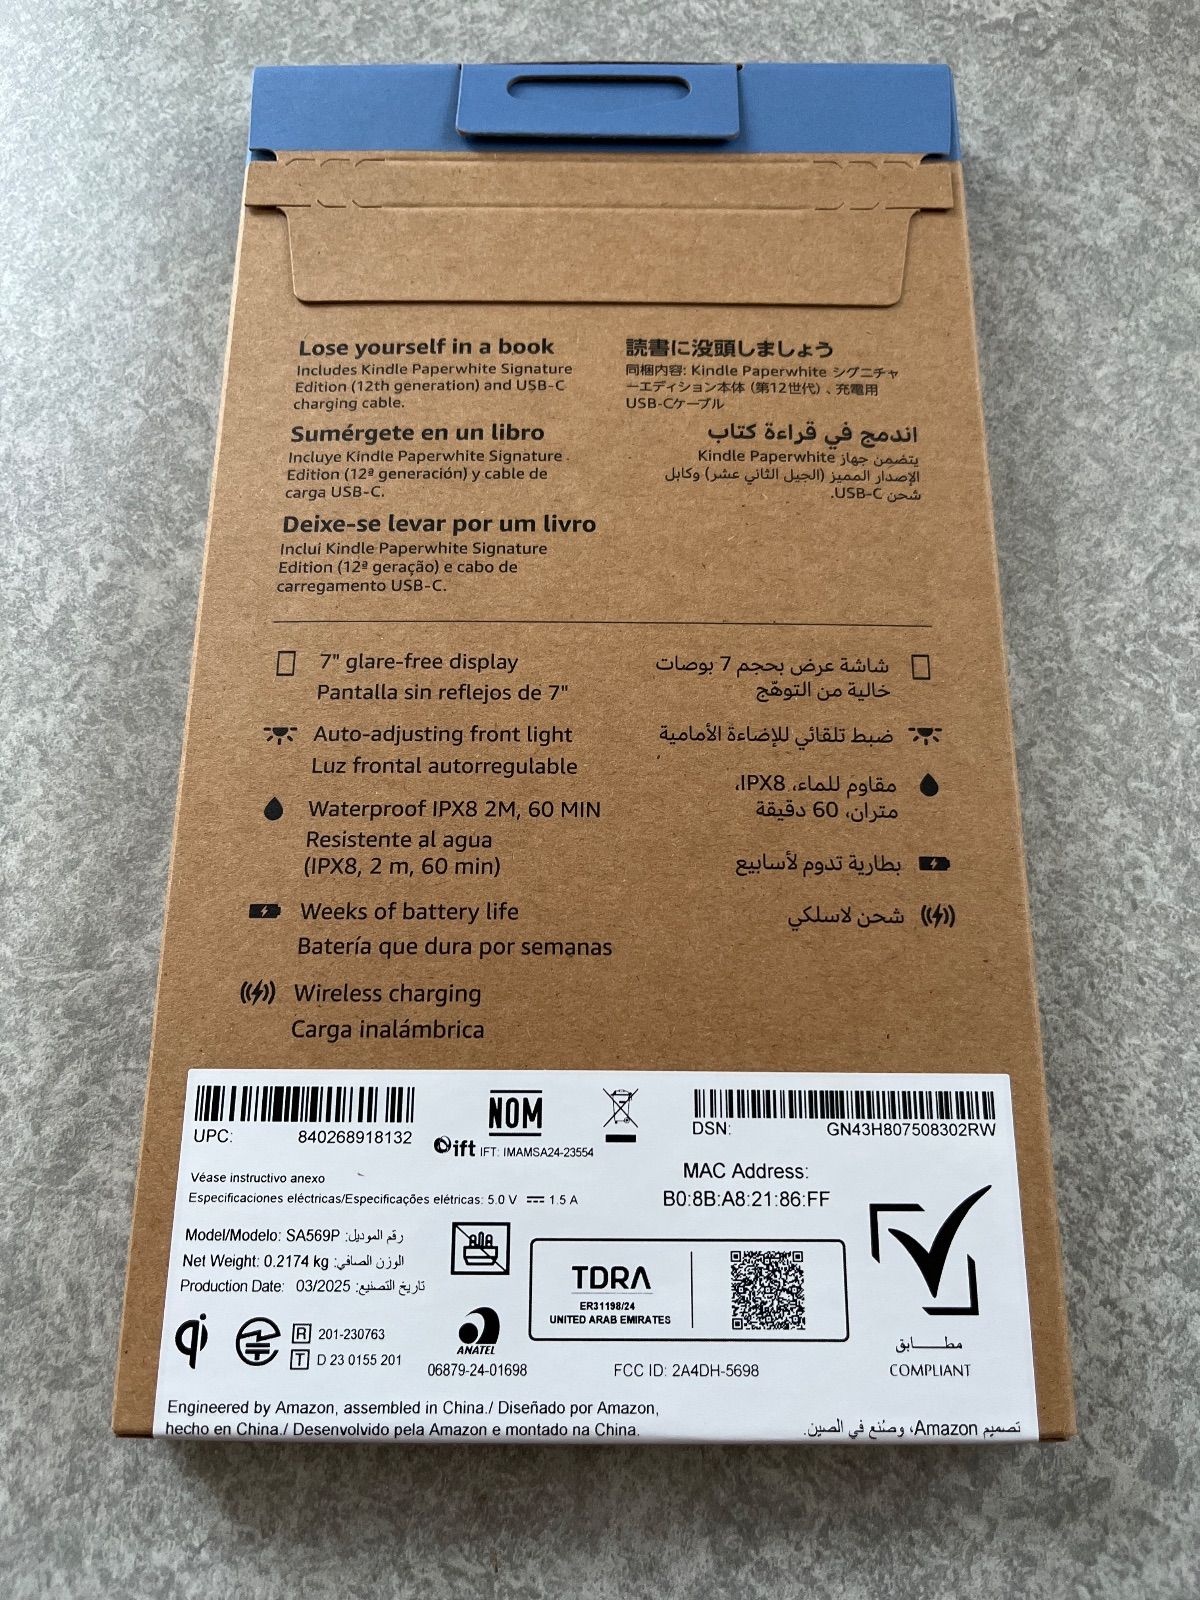 Lose yourself in a book
Includes Kindle Paperwhite Signature
Edition (12th generation) and USB-C
charging cable.
Sumérgete en un libro
Incluye Kindle Paperwhite Signature
Edition (12ª generación) y cable de
carga USB-C.
Deixe-se levar por um livro
Inclui Kindle Paperwhite Signature
Edition (12ª geração) e cabo de
carregamento USB-C.
読書に没頭しましょう
同梱内容: Kindle Paperwhite シグニチャ
ーエディション本体（第12世代）、充電用
USB-Cケーブル
اندمج في قراءة كتاب
يتضمن جهاز Kindle Paperwhite
الإصدار المميز (الجيل الثاني عشر) وكابل
شحن USB-C.
7" glare-free display
Pantalla sin reflejos de 7"
Auto-adjusting front light
Luz frontal autorregulable
Waterproof IPX8 2M, 60 MIN
Resistente al agua
(IPX8, 2 m, 60 min)
Weeks of battery life
Batería que dura por semanas
Wireless charging
Carga inalámbrica
شاشة عرض بحجم 7 بوصات
خالية من التوهّج
ضبط تلقائي للإضاءة الأمامية
مقاوم للماء، IPX8،
متران، 60 دقيقة
بطارية تدوم لأسابيع
شحن لاسلكي
UPC: 840268918132
NOM
ift IFT: IMAMSA24-23554
DSN: GN43H807508302RW
MAC Address:
B0:8B:A8:21:86:FF
Véase instructivo anexo
Especificaciones eléctricas/Especificações elétricas: 5.0 V ⎓ 1.5 A
Model/Modelo: SA569P رقم الموديل:
Net Weight: 0.2174 kg الوزن الصافي:
Production Date: 03/2025 تاريخ التصنيع:
qi
R 201-230763
T D 23 0155 201
ANATEL
06879-24-01698
TDRA
ER31198/24
UNITED ARAB EMIRATES
FCC ID: 2A4DH-5698
مطابق
COMPLIANT
Engineered by Amazon, assembled in China./ Diseñado por Amazon,
hecho en China./ Desenvolvido pela Amazon e montado na China.
تصميم Amazon، وصُنع في الصين.